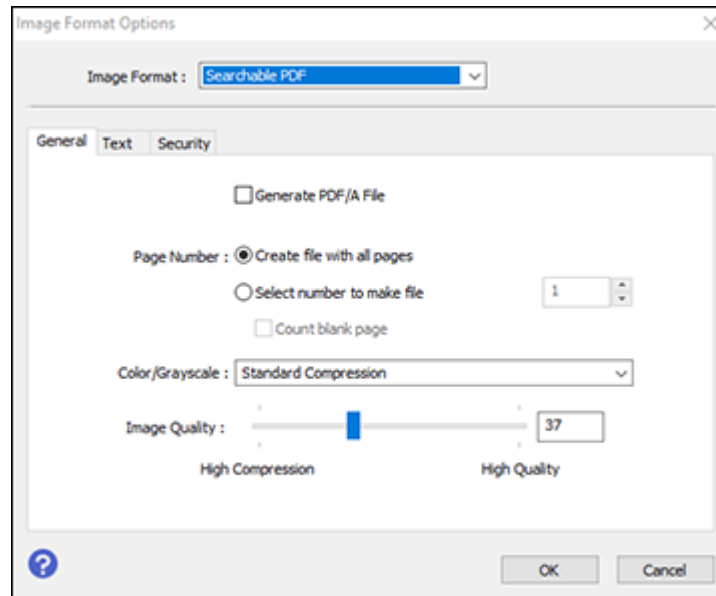 Image Format Options
Image Format : Searchable PDF
General Text Security
Generate PDF/A File
Page Number : Create file with all pages
Select number to make file 1
Count blank page
Color/Grayscale : Standard Compression
Image Quality : 37
High Compression High Quality
? OK Cancel